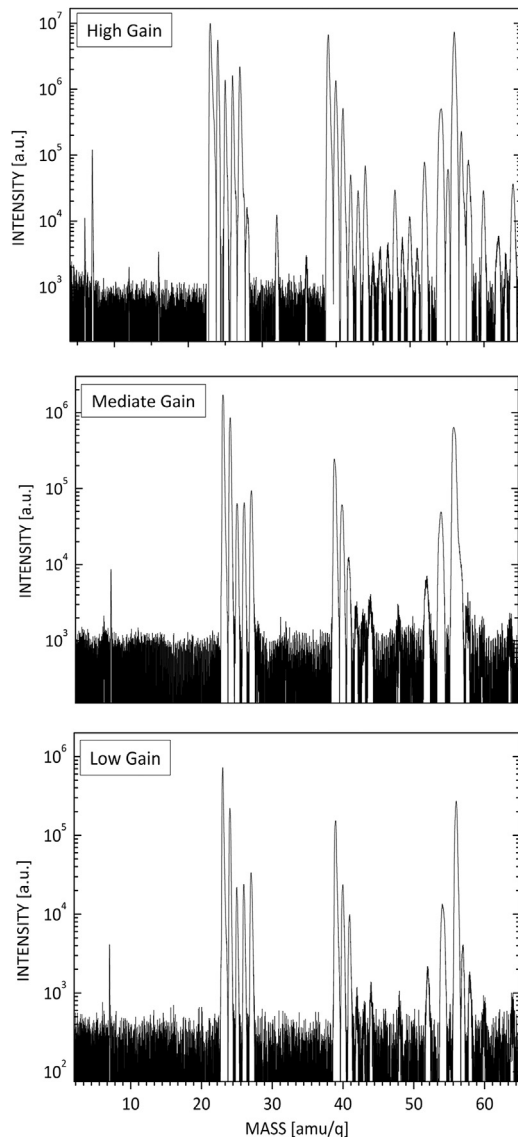 High Gain
INTENSITY [a.u.]
10⁷
10⁶
10⁵
10⁴
10³
Mediate Gain
INTENSITY [a.u.]
10⁶
10⁵
10⁴
10³
Low Gain
INTENSITY [a.u.]
10⁶
10⁵
10⁴
10³
10²
10 20 30 40 50 60
MASS [amu/q]